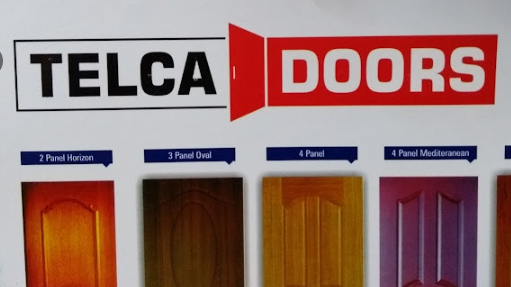 TELCA DOORS
2 Panel Horizon
3 Panel Oval
4 Panel
4 Panel Mediteranean